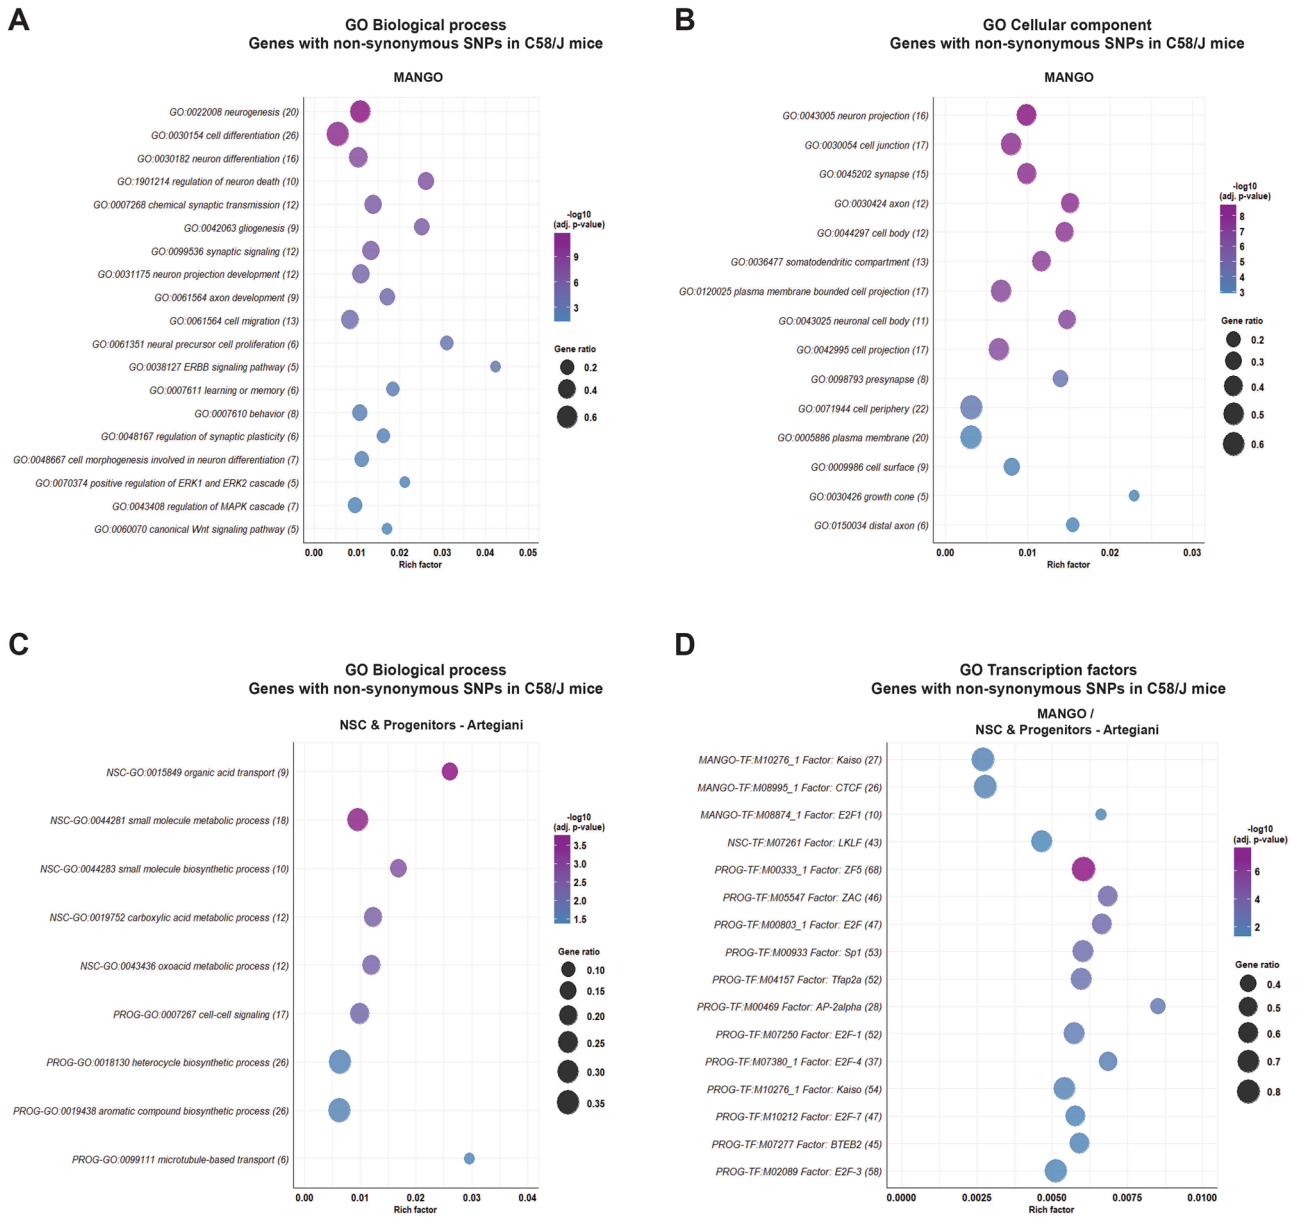 A
GO Biological process
Genes with non-synonymous SNPs in C58/J mice
MANGO
GO:0022008 neurogenesis (20)
GO:0030154 cell differentiation (26)
GO:0030182 neuron differentiation (16)
GO:1901214 regulation of neuron death (10)
GO:0007268 chemical synaptic transmission (12)
GO:0042063 gliogenesis (9)
GO:0099536 synaptic signaling (12)
GO:0031175 neuron projection development (12)
GO:0061564 axon development (9)
GO:0061564 cell migration (13)
GO:0061351 neural precursor cell proliferation (6)
GO:0038127 ERBB signaling pathway (5)
GO:0007611 learning or memory (6)
GO:0007610 behavior (8)
GO:0048167 regulation of synaptic plasticity (6)
GO:0048667 cell morphogenesis involved in neuron differentiation (7)
GO:0070374 positive regulation of ERK1 and ERK2 cascade (5)
GO:0043408 regulation of MAPK cascade (7)
GO:0060070 canonical Wnt signaling pathway (5)
0.00 0.01 0.02 0.03 0.04 0.05
Rich factor
-log10
(adj. p-value)
9
6
3
Gene ratio
0.2
0.4
0.6
B
GO Cellular component
Genes with non-synonymous SNPs in C58/J mice
MANGO
GO:0043005 neuron projection (16)
GO:0030054 cell junction (17)
GO:0045202 synapse (15)
GO:0030424 axon (12)
GO:0044297 cell body (12)
GO:0036477 somatodendritic compartment (13)
GO:0120025 plasma membrane bounded cell projection (17)
GO:0043025 neuronal cell body (11)
GO:0042995 cell projection (17)
GO:0098793 presynapse (8)
GO:0071944 cell periphery (22)
GO:0005886 plasma membrane (20)
GO:0009986 cell surface (9)
GO:0030426 growth cone (5)
GO:0150034 distal axon (6)
0.00 0.01 0.02 0.03
Rich factor
-log10
(adj. p-value)
8
7
6
5
4
3
Gene ratio
0.2
0.3
0.4
0.5
0.6
C
GO Biological process
Genes with non-synonymous SNPs in C58/J mice
NSC & Progenitors - Artegiani
NSC-GO:0015849 organic acid transport (9)
NSC-GO:0044281 small molecule metabolic process (18)
NSC-GO:0044283 small molecule biosynthetic process (10)
NSC-GO:0019752 carboxylic acid metabolic process (12)
NSC-GO:0043436 oxoacid metabolic process (12)
PROG-GO:0007267 cell-cell signaling (17)
PROG-GO:0018130 heterocycle biosynthetic process (26)
PROG-GO:0019438 aromatic compound biosynthetic process (26)
PROG-GO:0099111 microtubule-based transport (6)
0.00 0.01 0.02 0.03 0.04
Rich factor
-log10
(adj. p-value)
3.5
3.0
2.5
2.0
1.5
Gene ratio
0.10
0.15
0.20
0.25
0.30
0.35
D
GO Transcription factors
Genes with non-synonymous SNPs in C58/J mice
MANGO /
NSC & Progenitors - Artegiani
MANGO-TF:M10276_1 Factor: Kaiso (27)
MANGO-TF:M08995_1 Factor: CTCF (26)
MANGO-TF:M08874_1 Factor: E2F1 (10)
NSC-TF:M07261 Factor: LKLF (43)
PROG-TF:M00333_1 Factor: ZF5 (68)
PROG-TF:M05547 Factor: ZAC (46)
PROG-TF:M00803_1 Factor: E2F (47)
PROG-TF:M00933 Factor: Sp1 (53)
PROG-TF:M04157 Factor: Tfap2a (52)
PROG-TF:M00469 Factor: AP-2alpha (28)
PROG-TF:M07250 Factor: E2F-1 (52)
PROG-TF:M07380_1 Factor: E2F-4 (37)
PROG-TF:M10276_1 Factor: Kaiso (54)
PROG-TF:M10212 Factor: E2F-7 (47)
PROG-TF:M07277 Factor: BTEB2 (45)
PROG-TF:M02089 Factor: E2F-3 (58)
0.0000 0.0025 0.0050 0.0075 0.0100
Rich factor
-log10
(adj. p-value)
6
4
2
Gene ratio
0.4
0.5
0.6
0.7
0.8